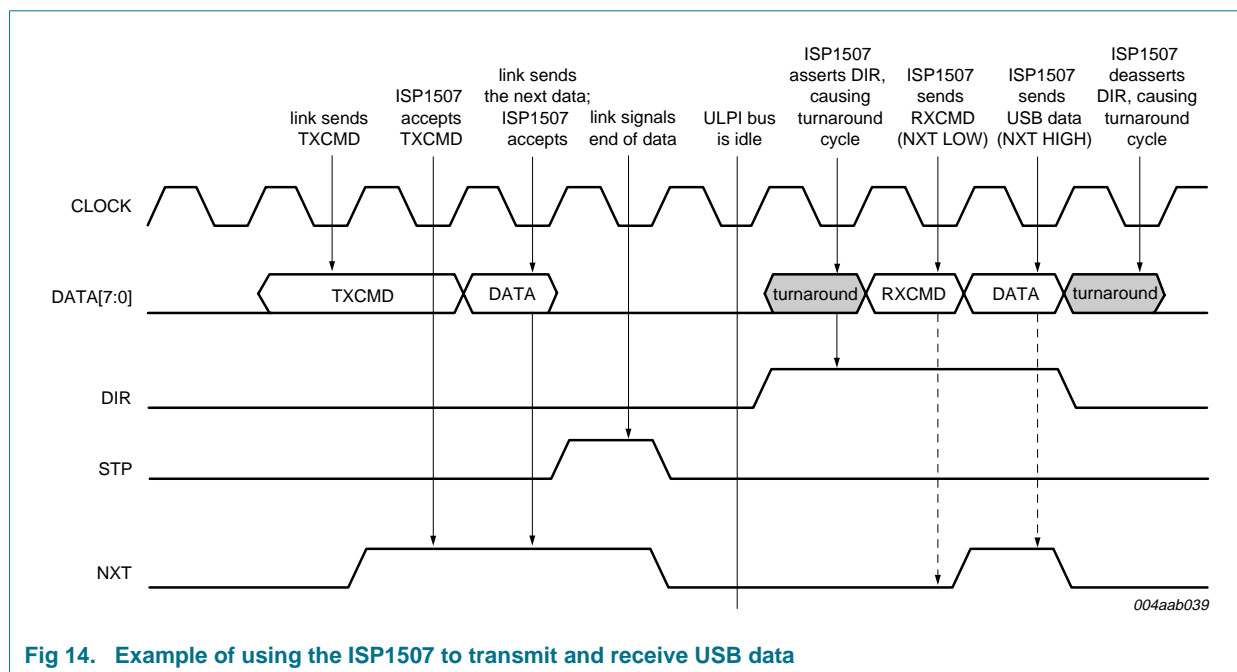 link sends
TXCMD
ISP1507
accepts
TXCMD
link sends
the next data;
ISP1507
accepts
link signals
end of data
ULPI bus
is idle
ISP1507
asserts DIR,
causing
turnaround
cycle
ISP1507
sends
RXCMD
(NXT LOW)
ISP1507
sends
USB data
(NXT HIGH)
ISP1507
deasserts
DIR, causing
turnaround
cycle
CLOCK
DATA[7:0]
TXCMD
DATA
turnaround
RXCMD
DATA
turnaround
DIR
STP
NXT
004aab039
Fig 14. Example of using the ISP1507 to transmit and receive USB data